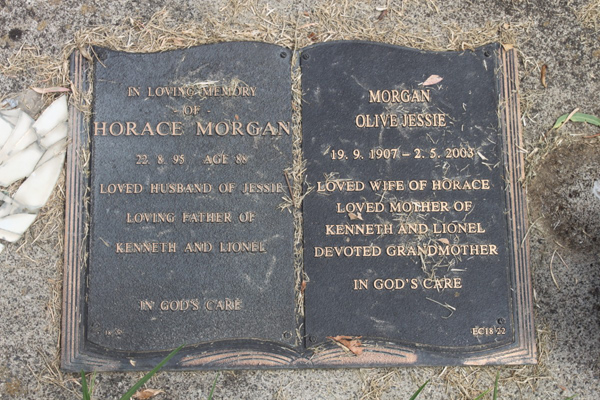 IN LOVING MEMORY
OF
HORACE MORGAN
22. 8. 95 AGE 88
LOVED HUSBAND OF JESSIE
LOVING FATHER OF
KENNETH AND LIONEL
IN GOD'S CARE
MORGAN
OLIVE JESSIE
19. 9. 1907 – 2. 5. 2003
LOVED WIFE OF HORACE
LOVED MOTHER OF
KENNETH AND LIONEL
DEVOTED GRANDMOTHER
IN GOD'S CARE
EC18/22